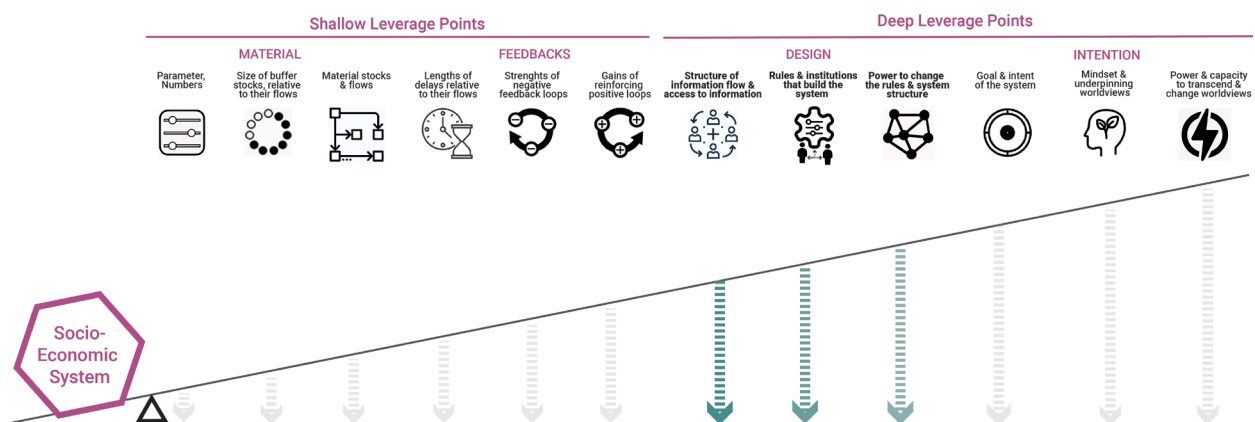 Shallow Leverage Points
Deep Leverage Points
MATERIAL
FEEDBACKS
DESIGN
INTENTION
Parameter,
Numbers
Size of buffer
stocks, relative
to their flows
Material stocks
& flows
Lengths of
delays relative
to their flows
Strenghts of
negative
feedback loops
Gains of
reinforcing
positive loops
Structure of
information flow &
access to information
Rules & institutions
that build the
system
Power to change
the rules & system
structure
Goal & intent
of the system
Mindset &
underpinning
worldviews
Power & capacity
to transcend &
change worldviews
Socio-
Economic
System